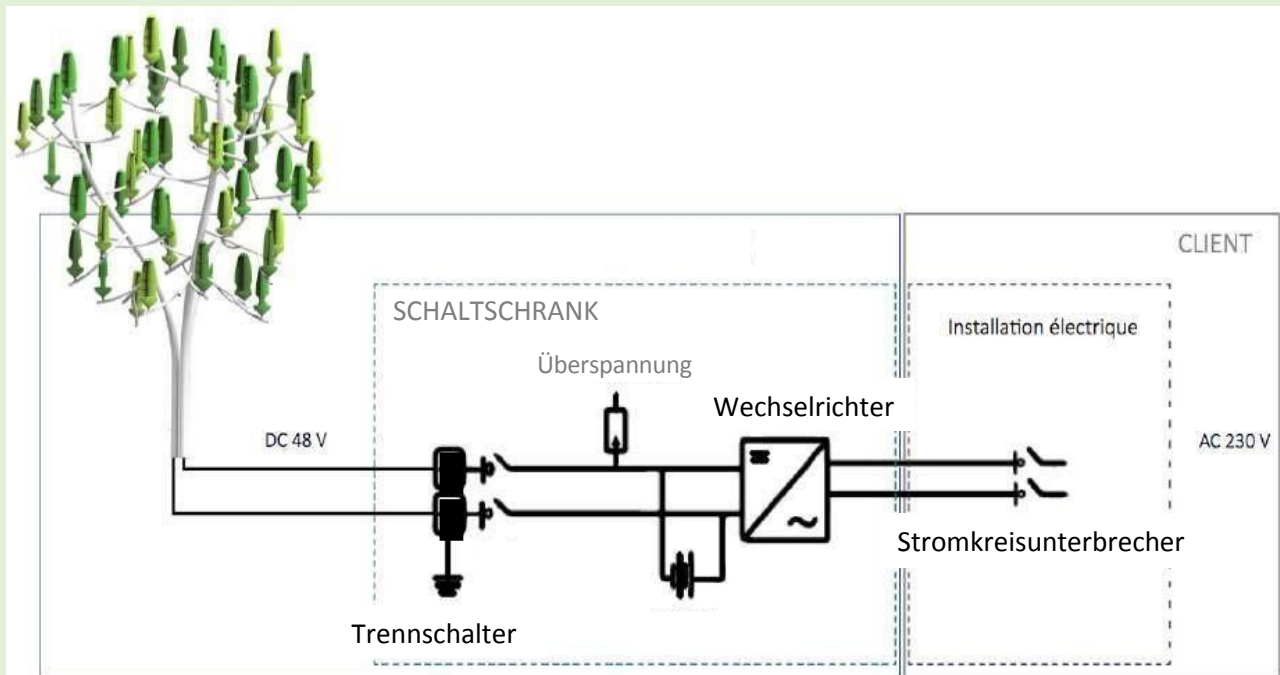 CLIENT
SCHALTSCHRANK
Installation électrique
Überspannung
Wechselrichter
DC 48 V
AC 230 V
Stromkreisunterbrecher
Trennschalter